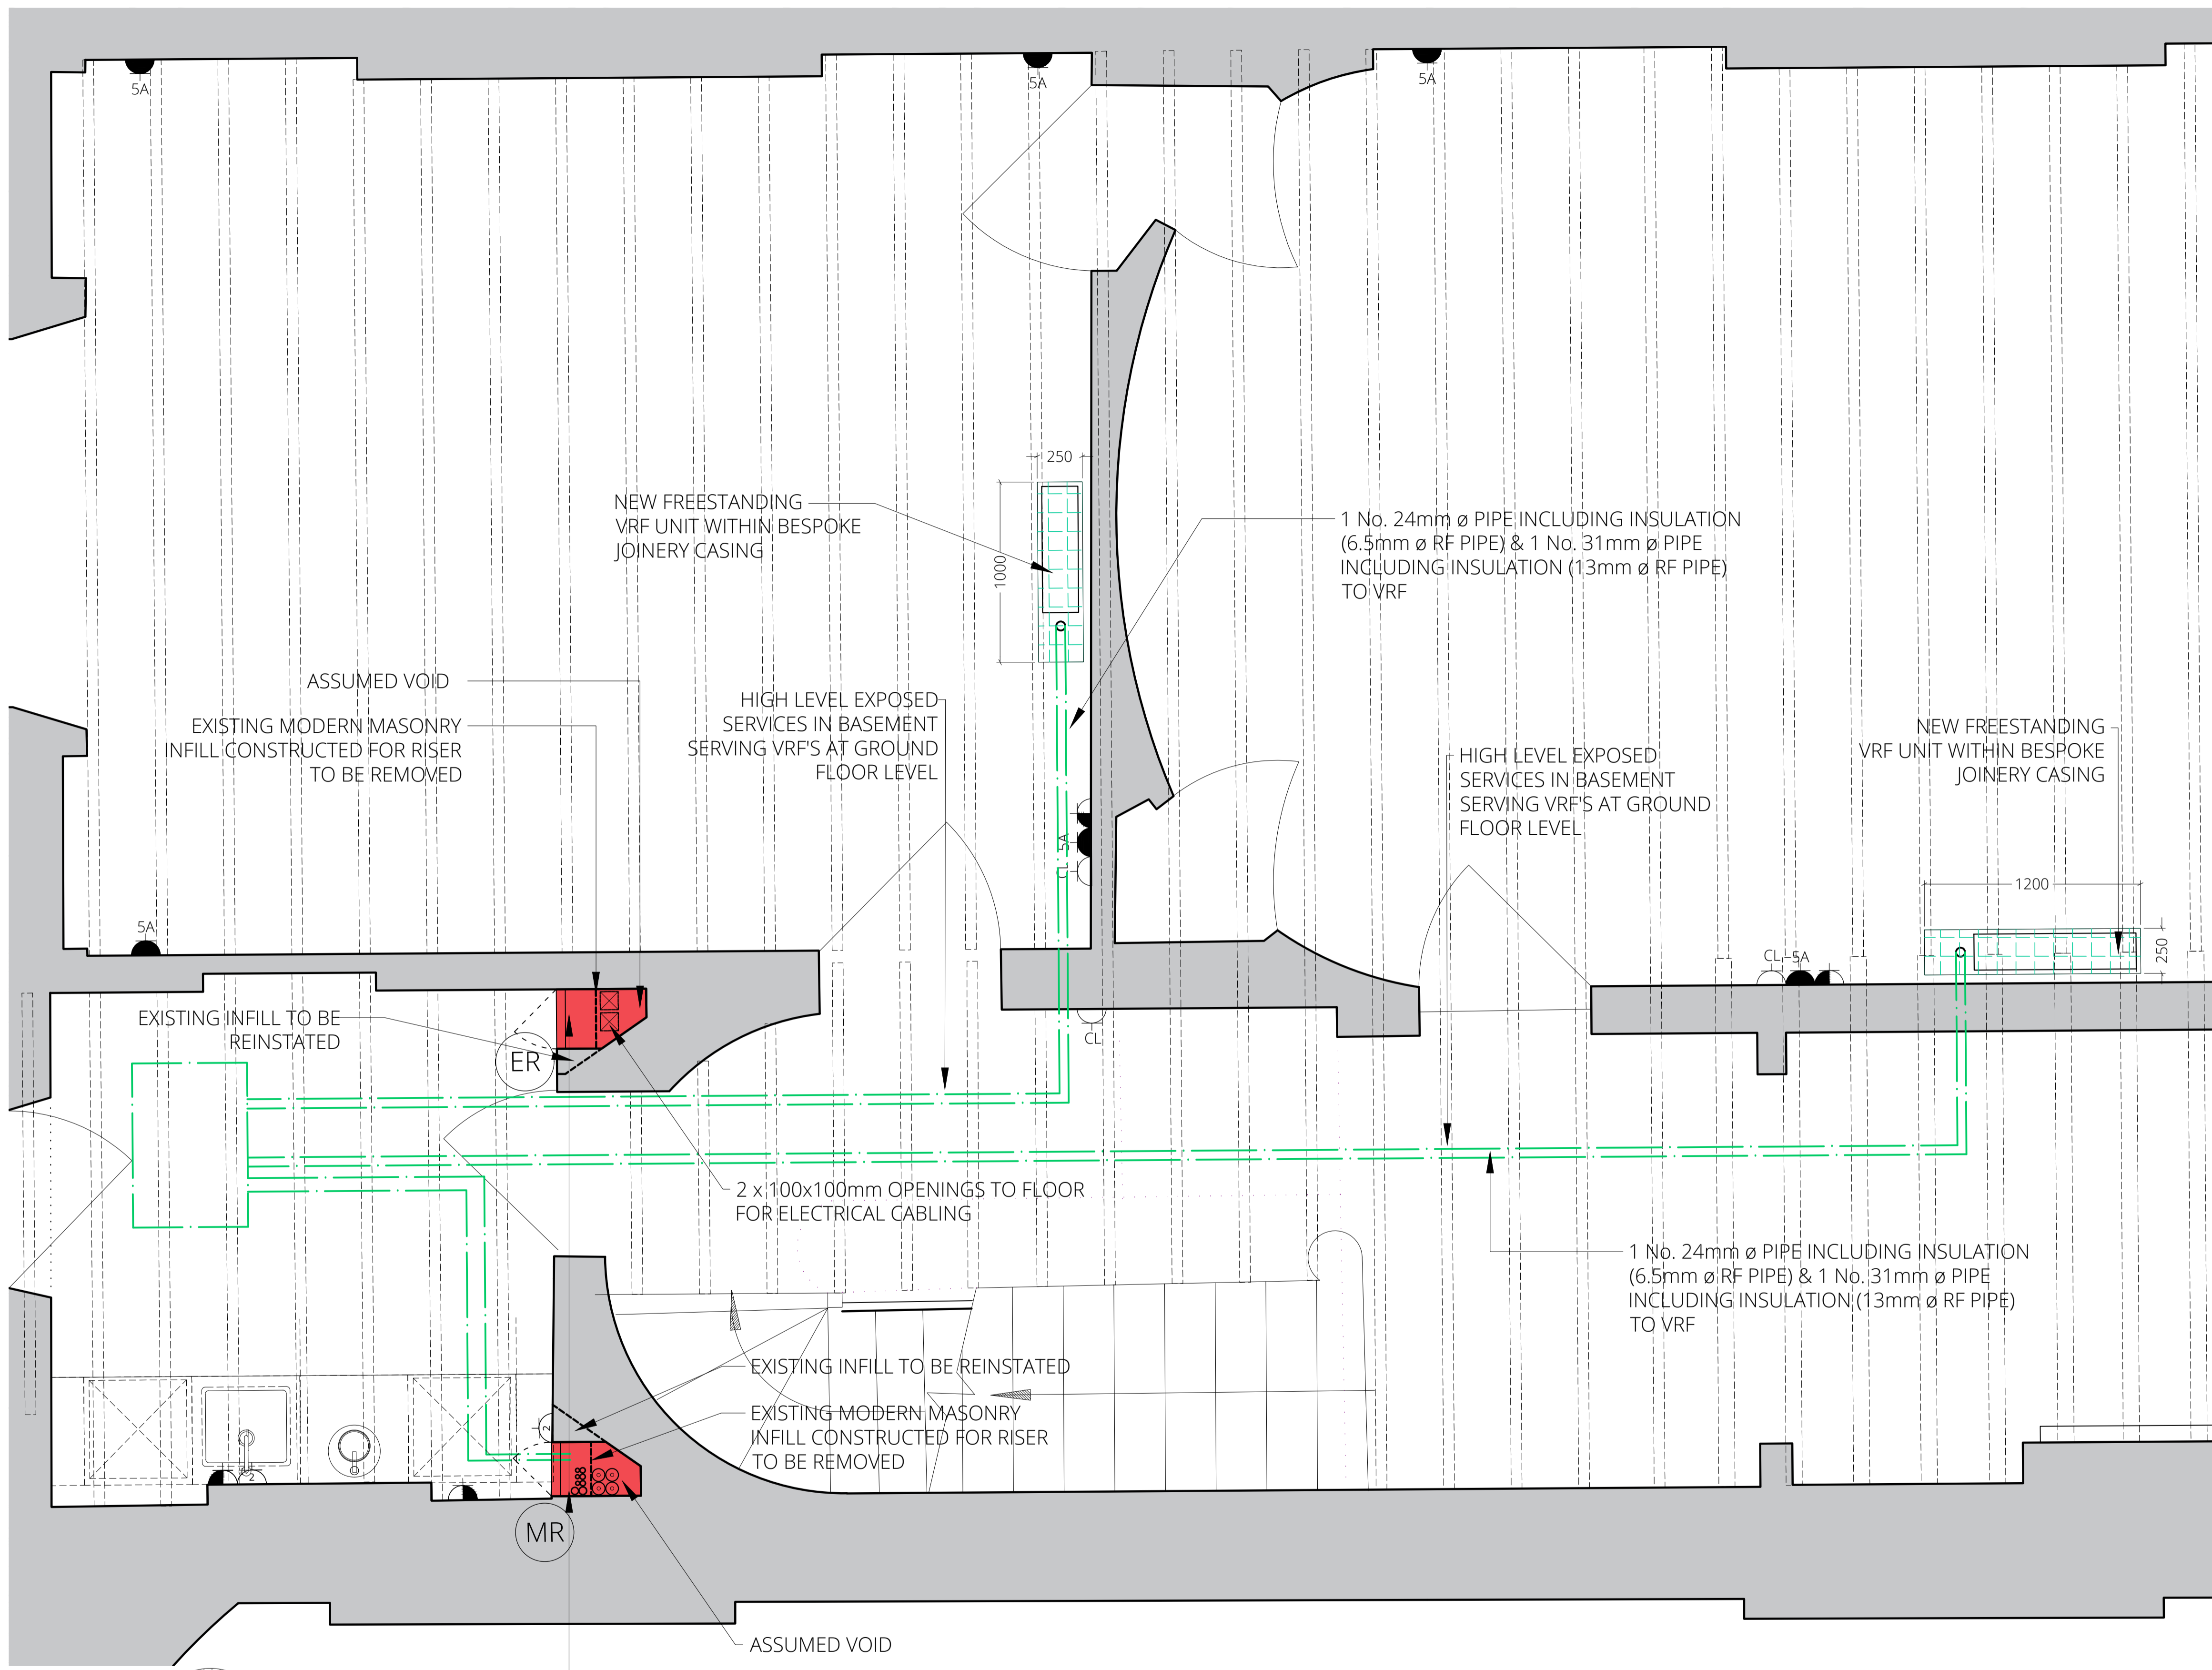 5A
5A
5A
250
1000
NEW FREESTANDING
VRF UNIT WITHIN BESPOKE
JOINERY CASING
1 No. 24mm ø PIPE INCLUDING INSULATION
(6.5mm ø RF PIPE) & 1 No. 31mm ø PIPE
INCLUDING INSULATION (13mm ø RF PIPE)
TO VRF
ASSUMED VOID
EXISTING MODERN MASONRY
INFILL CONSTRUCTED FOR RISER
TO BE REMOVED
HIGH LEVEL EXPOSED
SERVICES IN BASEMENT
SERVING VRF'S AT GROUND
FLOOR LEVEL
HIGH LEVEL EXPOSED
SERVICES IN BASEMENT
SERVING VRF'S AT GROUND
FLOOR LEVEL
NEW FREESTANDING
VRF UNIT WITHIN BESPOKE
JOINERY CASING
CL 5A
1200
250
5A
CL 5A
EXISTING INFILL TO BE
REINSTATED
ER
CL
2 x 100x100mm OPENINGS TO FLOOR
FOR ELECTRICAL CABLING
1 No. 24mm ø PIPE INCLUDING INSULATION
(6.5mm ø RF PIPE) & 1 No. 31mm ø PIPE
INCLUDING INSULATION (13mm ø RF PIPE)
TO VRF
EXISTING INFILL TO BE REINSTATED
EXISTING MODERN MASONRY
INFILL CONSTRUCTED FOR RISER
TO BE REMOVED
2
2
MR
ASSUMED VOID